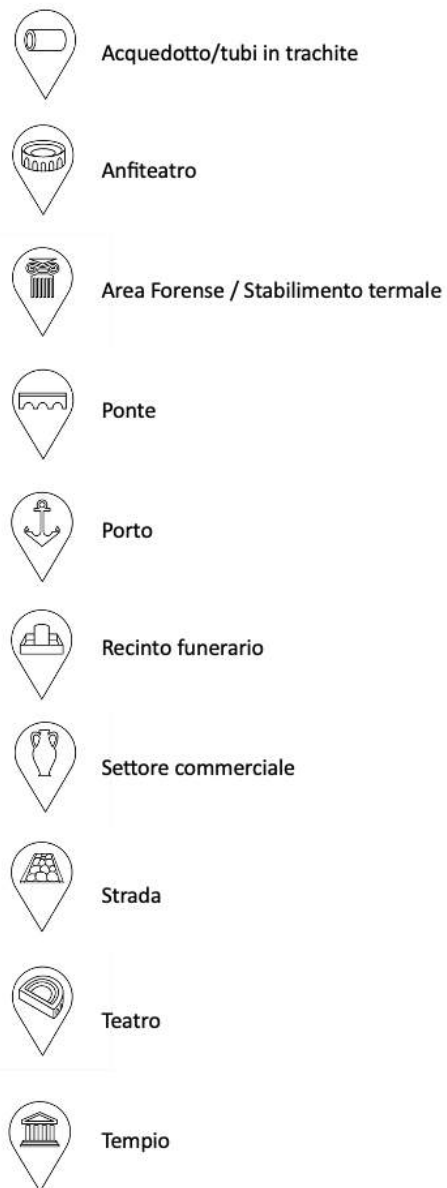 Acquedotto/tubi in trachite
Anfiteatro
Area Forense / Stabilimento termale
Ponte
Porto
Recinto funerario
Settore commerciale
Strada
Teatro
Tempio